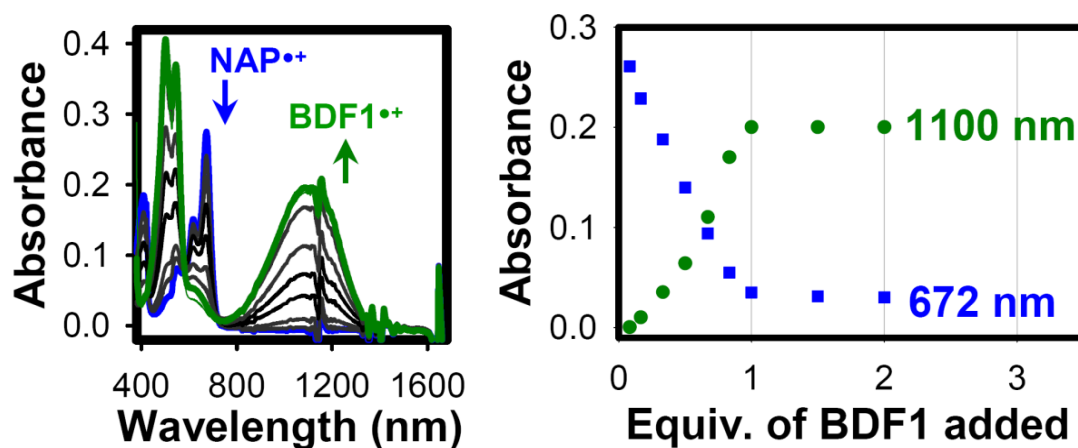 Absorbance
0.4
0.3
0.2
0.1
0.0
NAP•+
BDF1•+
400 800 1200 1600
Wavelength (nm)
Absorbance
0.3
0.2
0.1
0.0
1100 nm
672 nm
0 1 2 3
Equiv. of BDF1 added